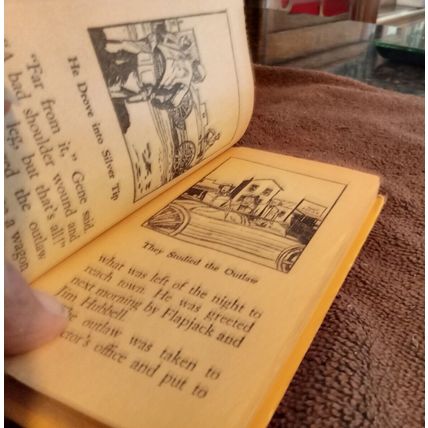 He Drove into Silver Tip
"Far from it," Gene said.
"A bad shoulder wound and
leg, but that's all!"
the outlaw
a wagon
They Studied the Outlaw
what was left of the night to
reach town. He was greeted
next morning by Flapjack and
Jim Hubbell.
The outlaw was taken to
office and put to